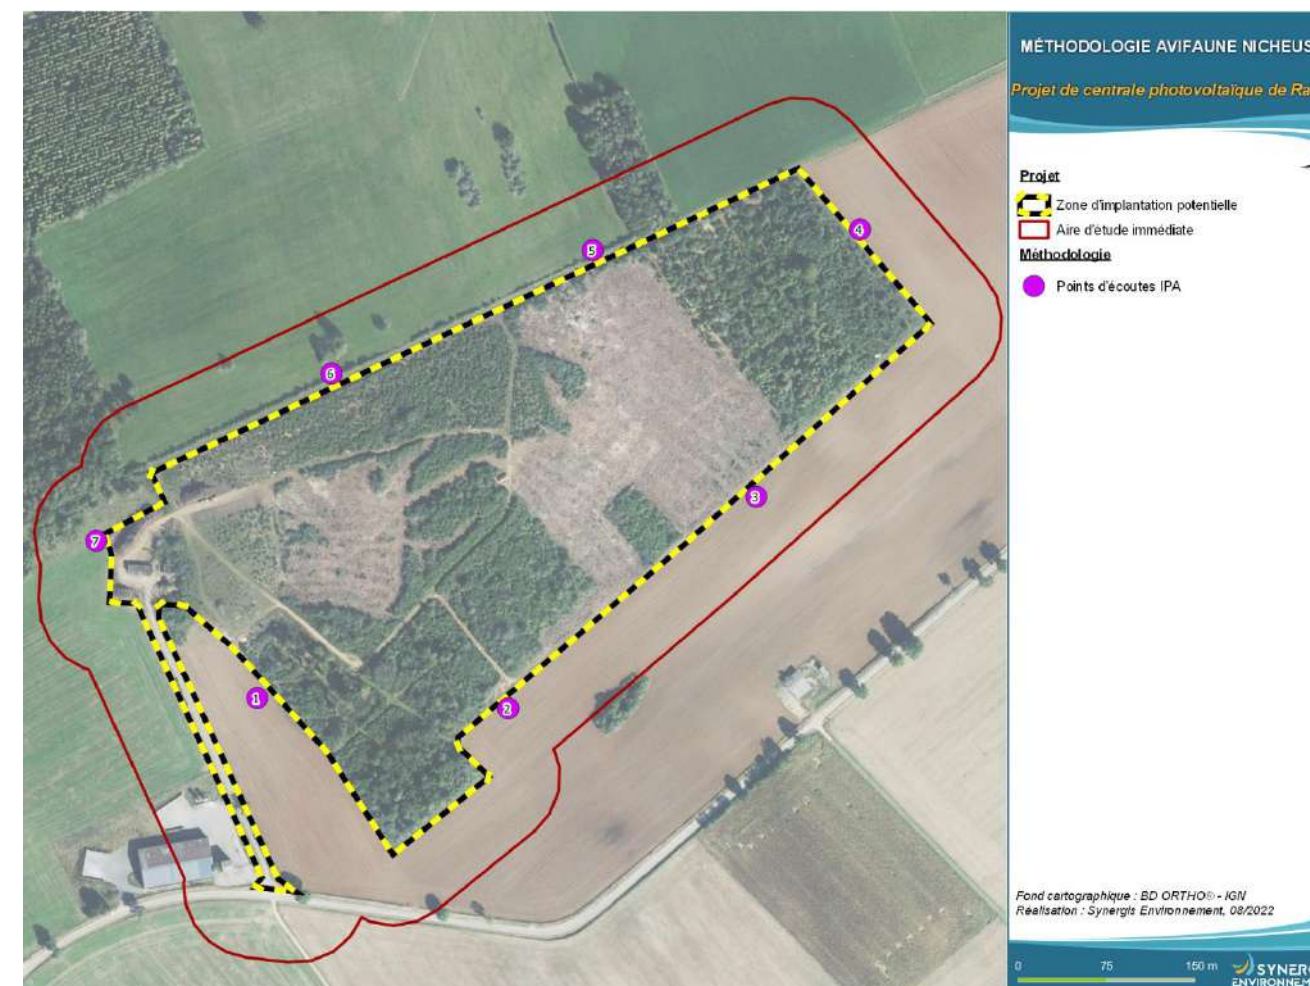 MÉTHODOLOGIE AVIFAUNE NICHEUS
Projet de centrale photovoltaïque de Ra
Projet
Zone d'implantation potentielle
Aire d'étude immédiate
Méthodologie
Points d'écoutes IPA
4
5
6
3
7
1
2
Fond cartographique : BD ORTHO® - IGN
Réalisation : Synergis Environnement, 08/2022
0 75 150 m
SYNERG
ENVIRONNEM